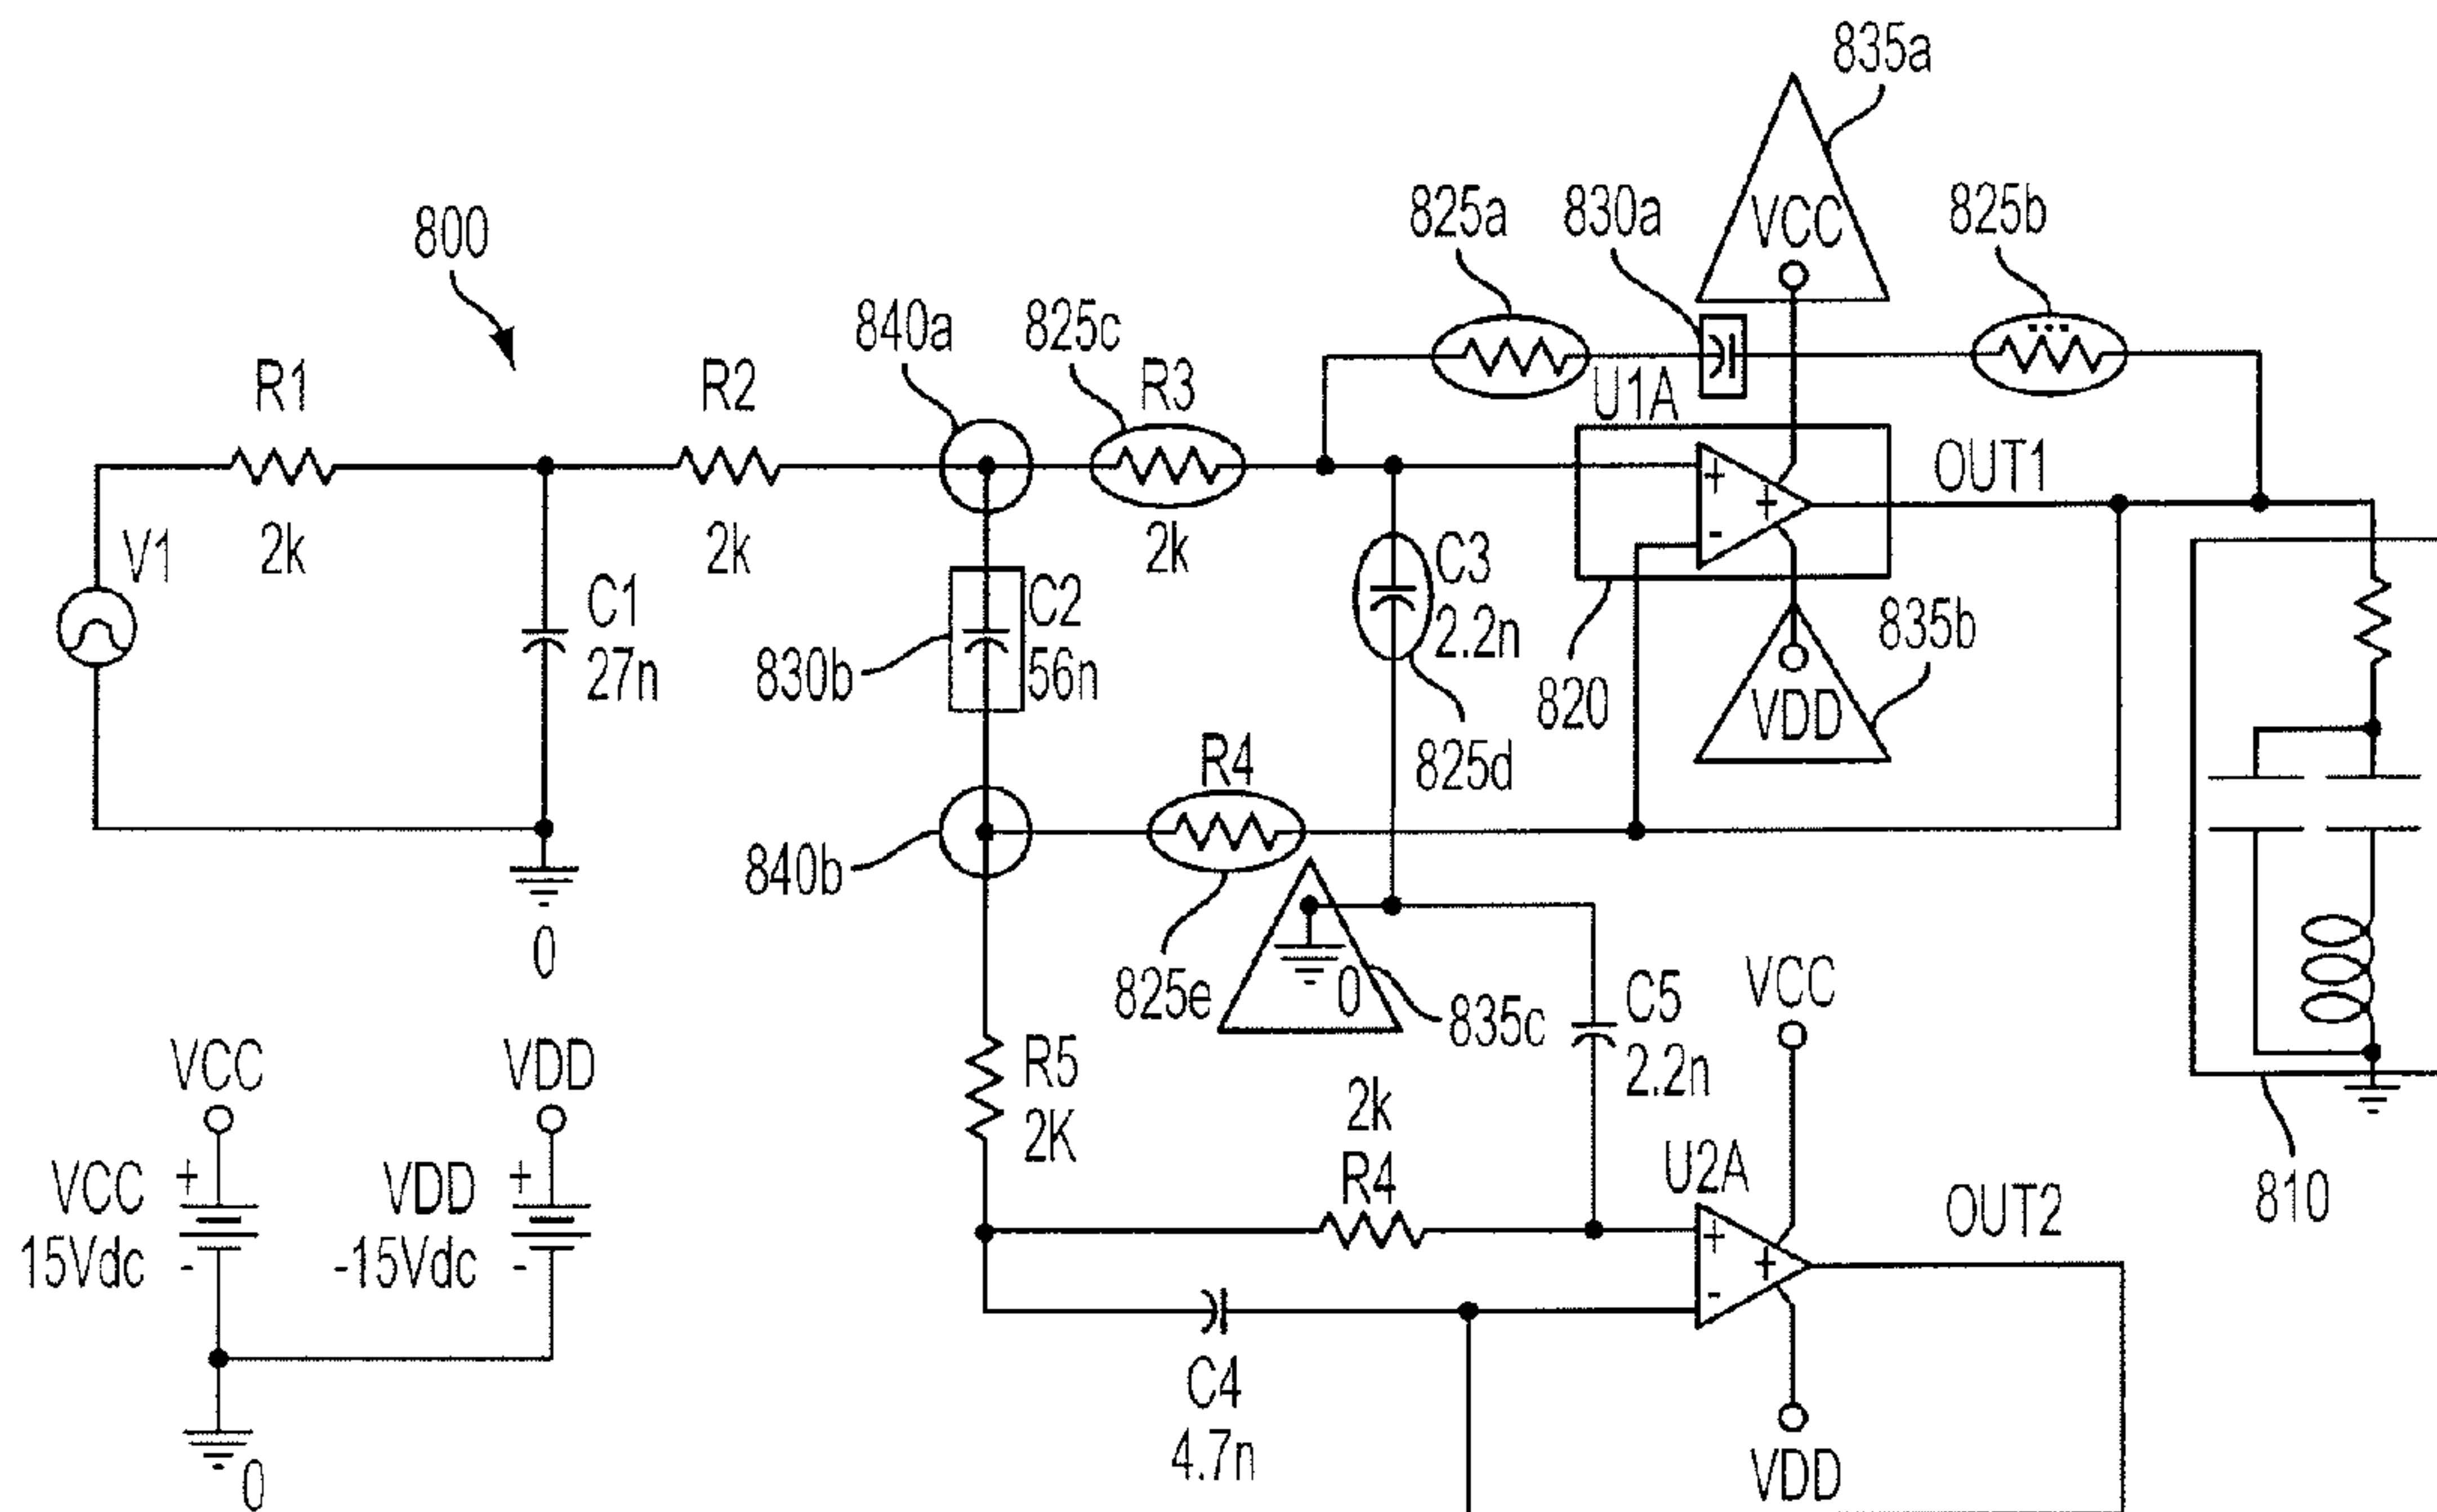 835a
825a
830a
825b
VCC
800
840a
825c
R1
R2
R3
U1A
OUT1
+
+
-
2k
2k
2k
V1
C1
27n
C2
56n
C3
2.2n
830b
820
835b
VDD
R4
825d
840b
0
825e
0
835c
C5
2.2n
VCC
VCC
VDD
R5
2K
2k
R4
U2A
OUT2
810
VCC
15Vdc
+
-
VDD
-15Vdc
+
-
+
+
-
C4
4.7n
VDD
0